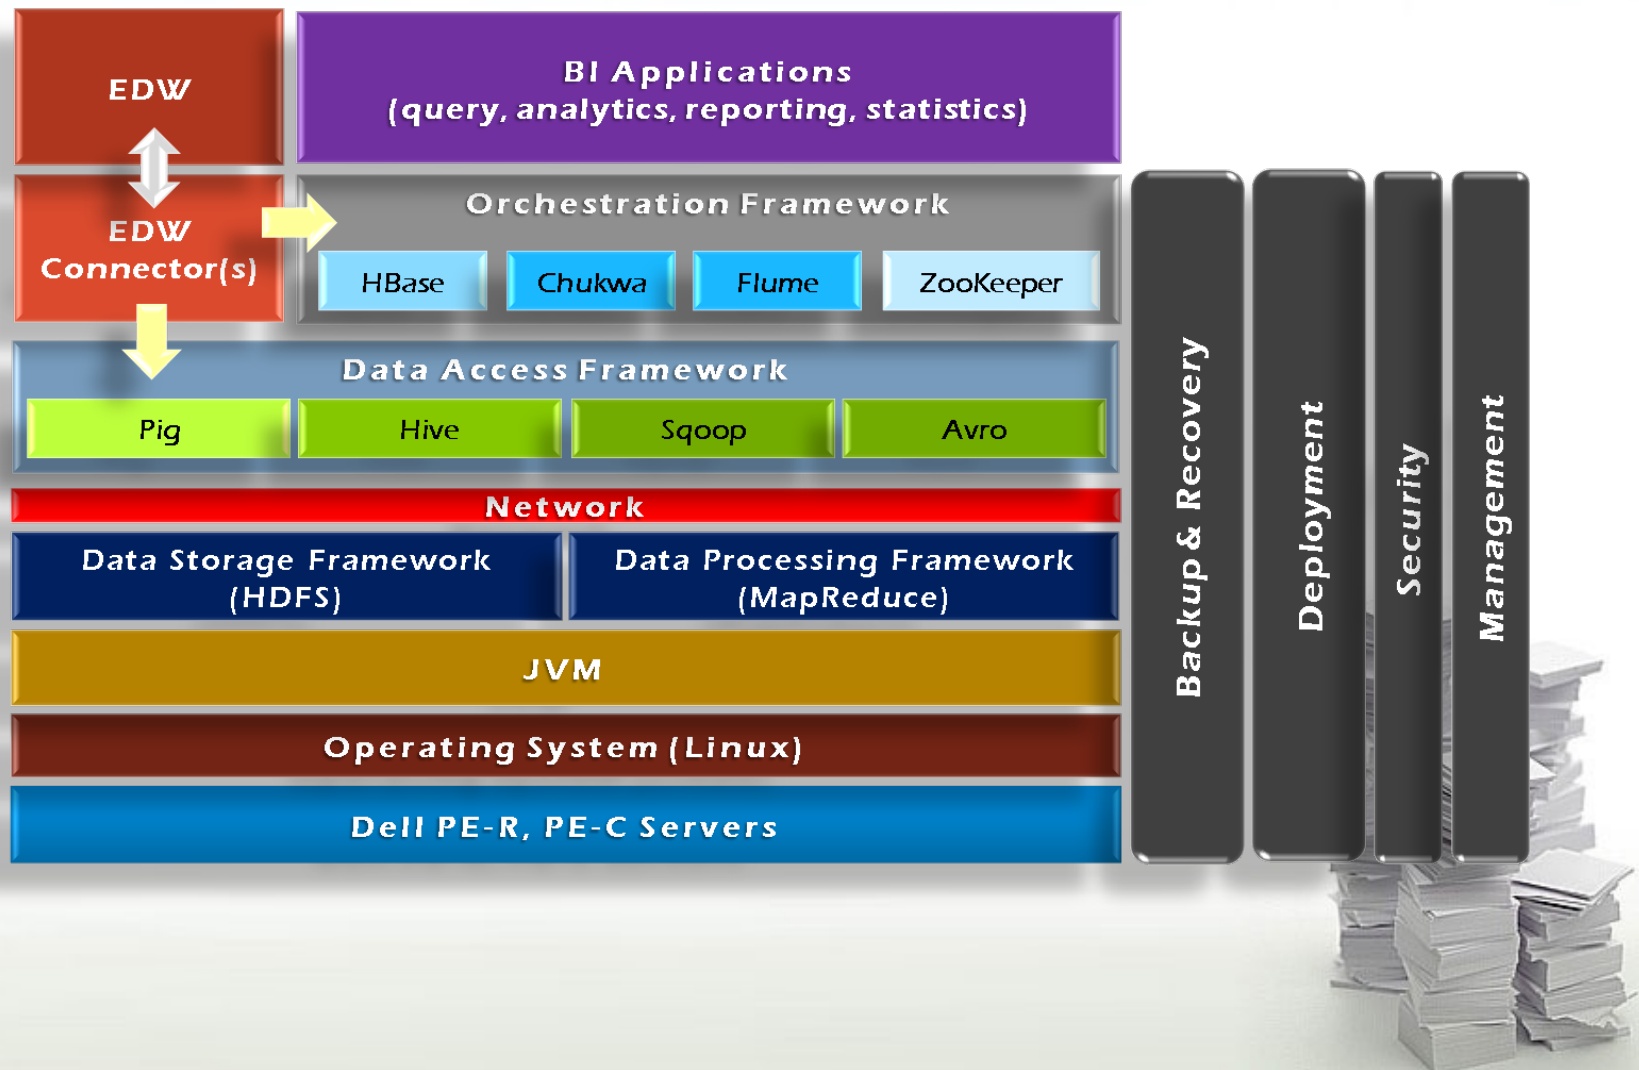 EDW
BI Applications
(query, analytics, reporting, statistics)
EDW
Connector(s)
Orchestration Framework
HBase
Chukwa
Flume
ZooKeeper
Data Access Framework
Pig
Hive
Sqoop
Avro
Network
Data Storage Framework
(HDFS)
Data Processing Framework
(MapReduce)
JVM
Operating System (Linux)
Dell PE-R, PE-C Servers
Backup & Recovery
Deployment
Security
Management